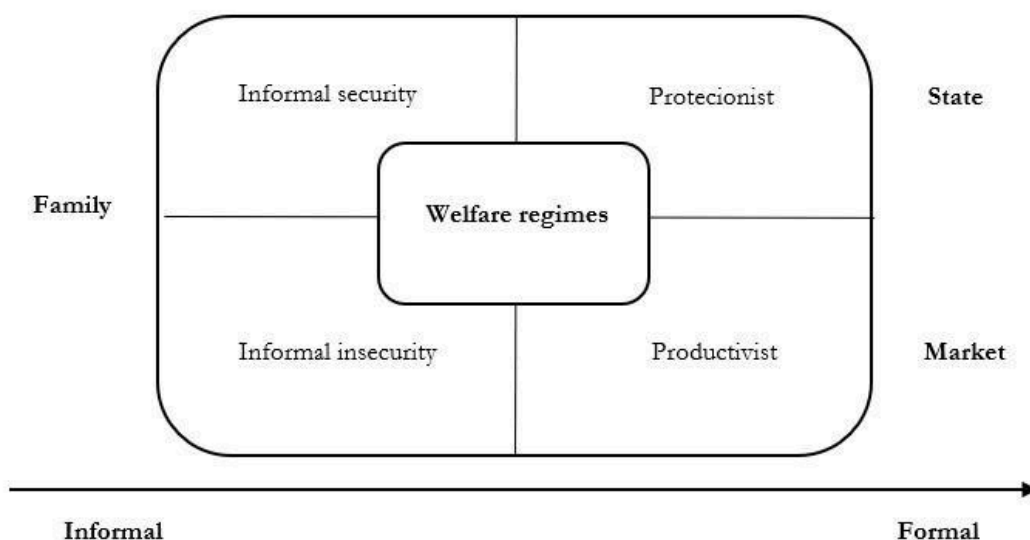 Informal security
Protecionist
State
Family
Welfare regimes
Informal insecurity
Productivist
Market
Informal
Formal